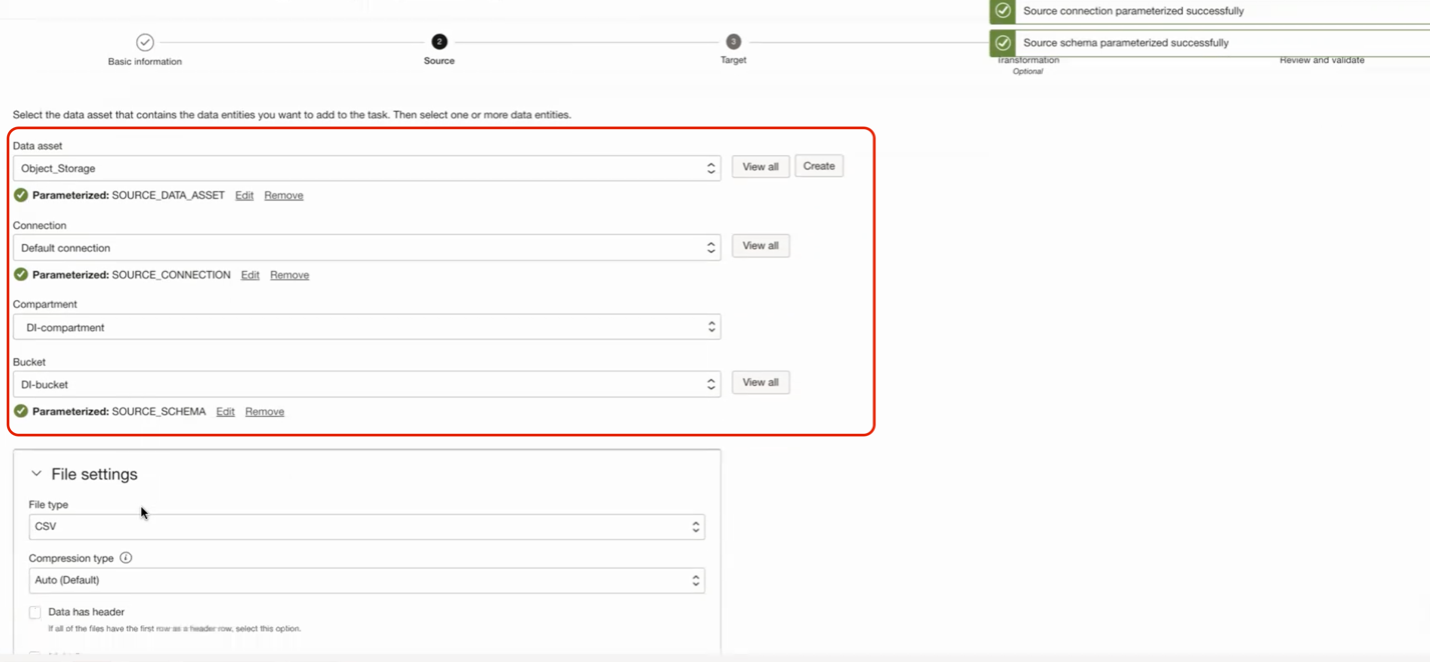 Source connection parameterized successfully
Source schema parameterized successfully
2
3
Basic information
Source
Target
Transformation
Optional
Review and validate
Select the data asset that contains the data entities you want to add to the task. Then select one or more data entities.
Data asset
Object_Storage
View all
Create
Parameterized: SOURCE_DATA_ASSET Edit Remove
Connection
Default connection
View all
Parameterized: SOURCE_CONNECTION Edit Remove
Compartment
DI-compartment
Bucket
DI-bucket
View all
Parameterized: SOURCE_SCHEMA Edit Remove
File settings
File type
CSV
Compression type
Auto (Default)
Data has header
If all of the files have the first row as a header row, select this option.